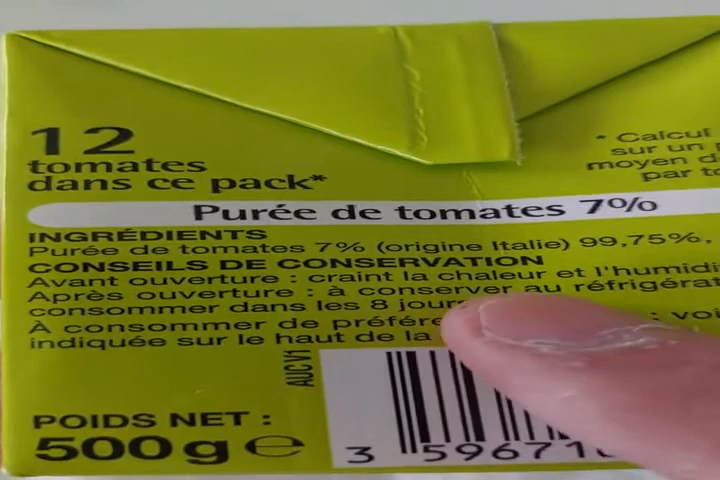 12
tomates
dans ce pack*
* Calcul
sur un
moyen d
par to
Purée de tomates 7%
INGRÉDIENTS
Purée de tomates 7% (origine Italie) 99,75%.
CONSEILS DE CONSERVATION
Avant ouverture : craint la chaleur et l'humidi
Après ouverture : à conserver au réfrigérat
consommer dans les 8 jour
À consommer de préfére : voi
indiquée sur le haut de la
AUCV1
POIDS NET :
500g e
3 596710